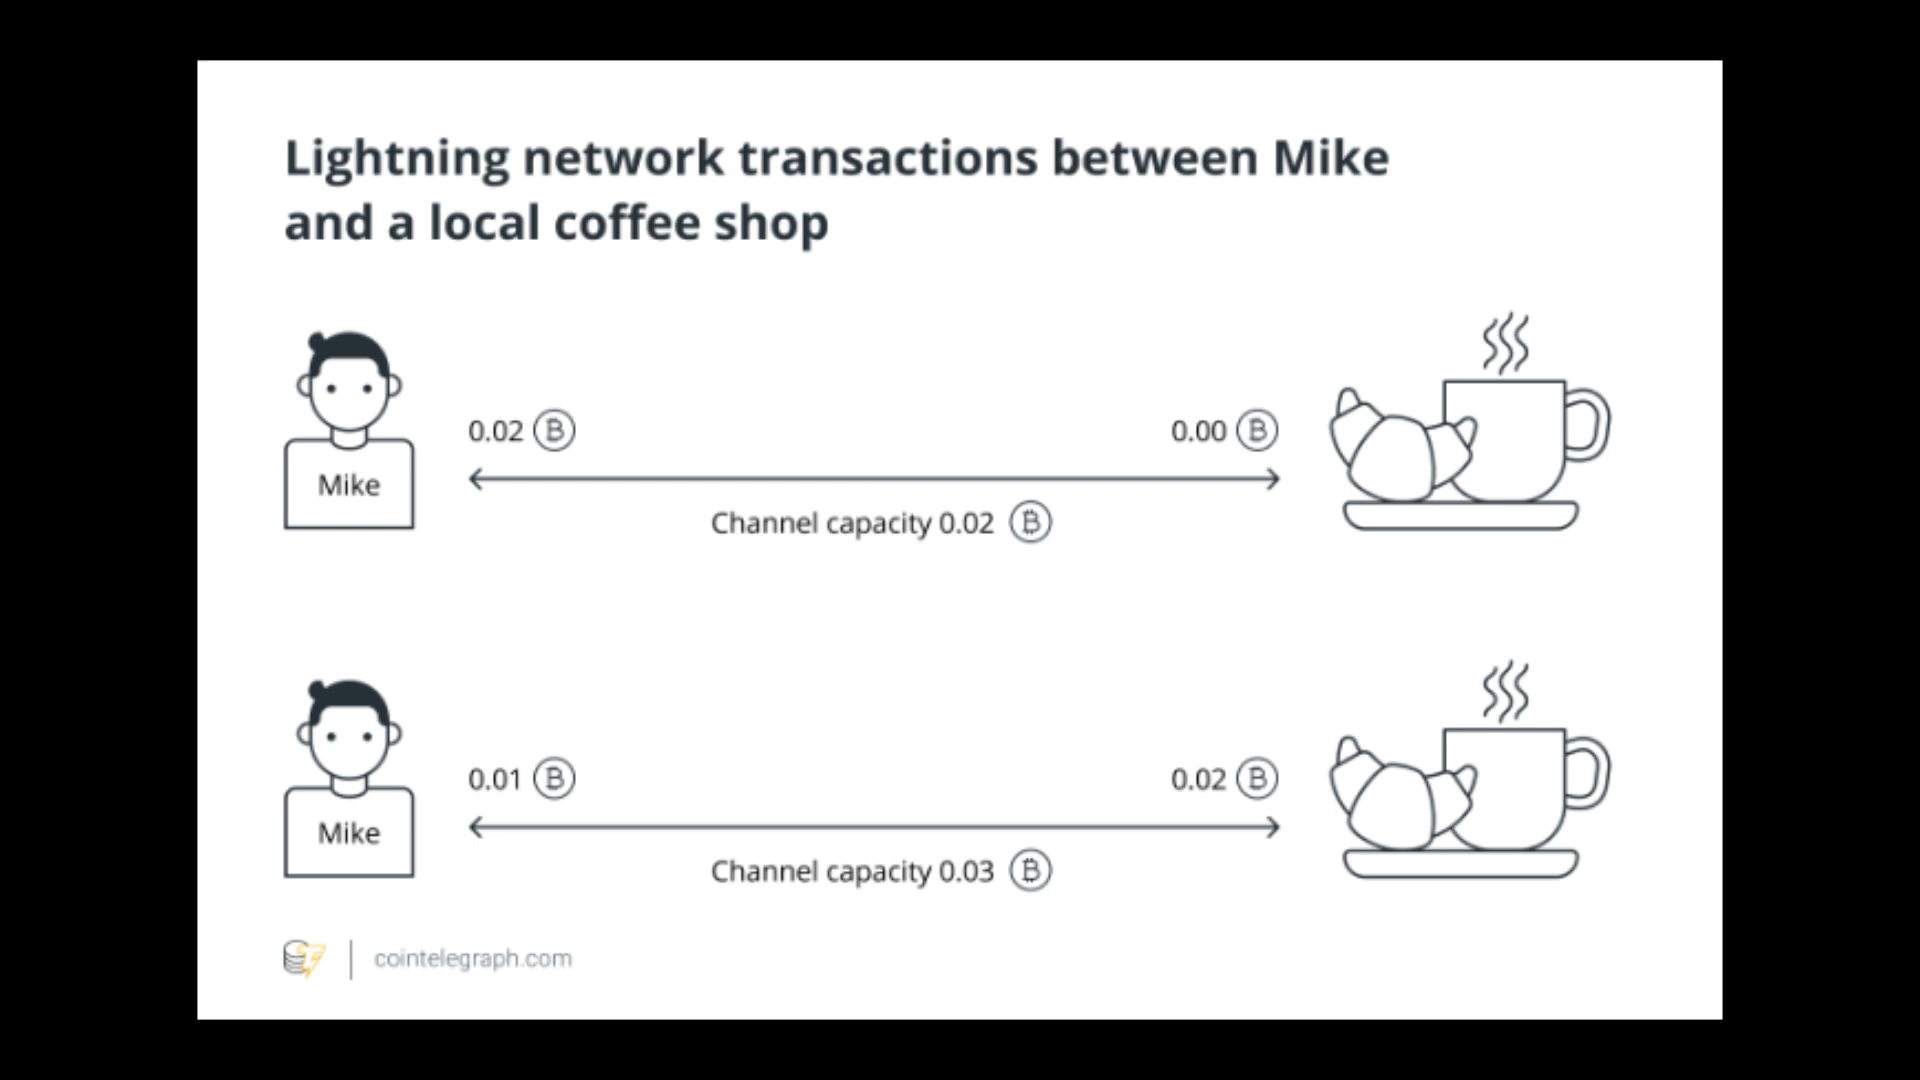 Lightning network transactions between Mike
and a local coffee shop
0.02 B
0.00 B
Mike
Channel capacity 0.02 ₿
0.01 B
0.02 B
Mike
Channel capacity 0.03 ₿
cointelegraph.com